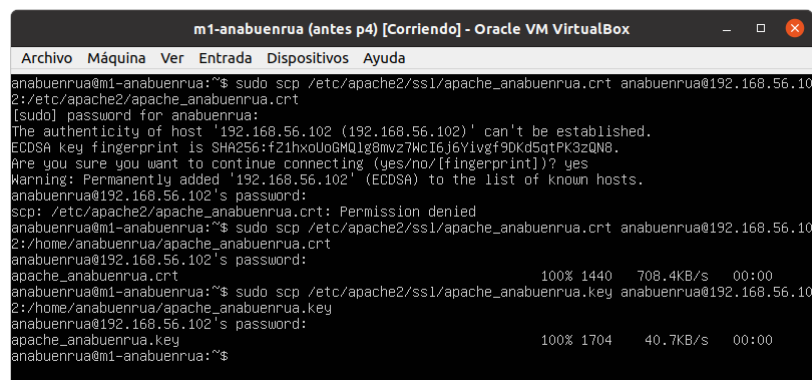 m1-anabuenrua (antes p4) [Corriendo] - Oracle VM VirtualBox
Archivo Máquina Ver Entrada Dispositivos Ayuda
anabuenrua@m1-anabuenrua:~$ sudo scp /etc/apache2/ssl/apache_anabuenrua.crt anabuenrua@192.168.56.10
2:/etc/apache2/apache_anabuenrua.crt
[sudo] password for anabuenrua:
The authenticity of host '192.168.56.102 (192.168.56.102)' can't be established.
ECDSA key fingerprint is SHA256:fZ1hxoUoGMQlg8mvz7WcI6j6Yivgf9DKd5qtPK3zQN8.
Are you sure you want to continue connecting (yes/no/[fingerprint])? yes
Warning: Permanently added '192.168.56.102' (ECDSA) to the list of known hosts.
anabuenrua@192.168.56.102's password:
scp: /etc/apache2/apache_anabuenrua.crt: Permission denied
anabuenrua@m1-anabuenrua:~$ sudo scp /etc/apache2/ssl/apache_anabuenrua.crt anabuenrua@192.168.56.10
2:/home/anabuenrua/apache_anabuenrua.crt
anabuenrua@192.168.56.102's password:
apache_anabuenrua.crt 100% 1440 708.4KB/s 00:00
anabuenrua@m1-anabuenrua:~$ sudo scp /etc/apache2/ssl/apache_anabuenrua.key anabuenrua@192.168.56.10
2:/home/anabuenrua/apache_anabuenrua.key
anabuenrua@192.168.56.102's password:
apache_anabuenrua.key 100% 1704 40.7KB/s 00:00
anabuenrua@m1-anabuenrua:~$